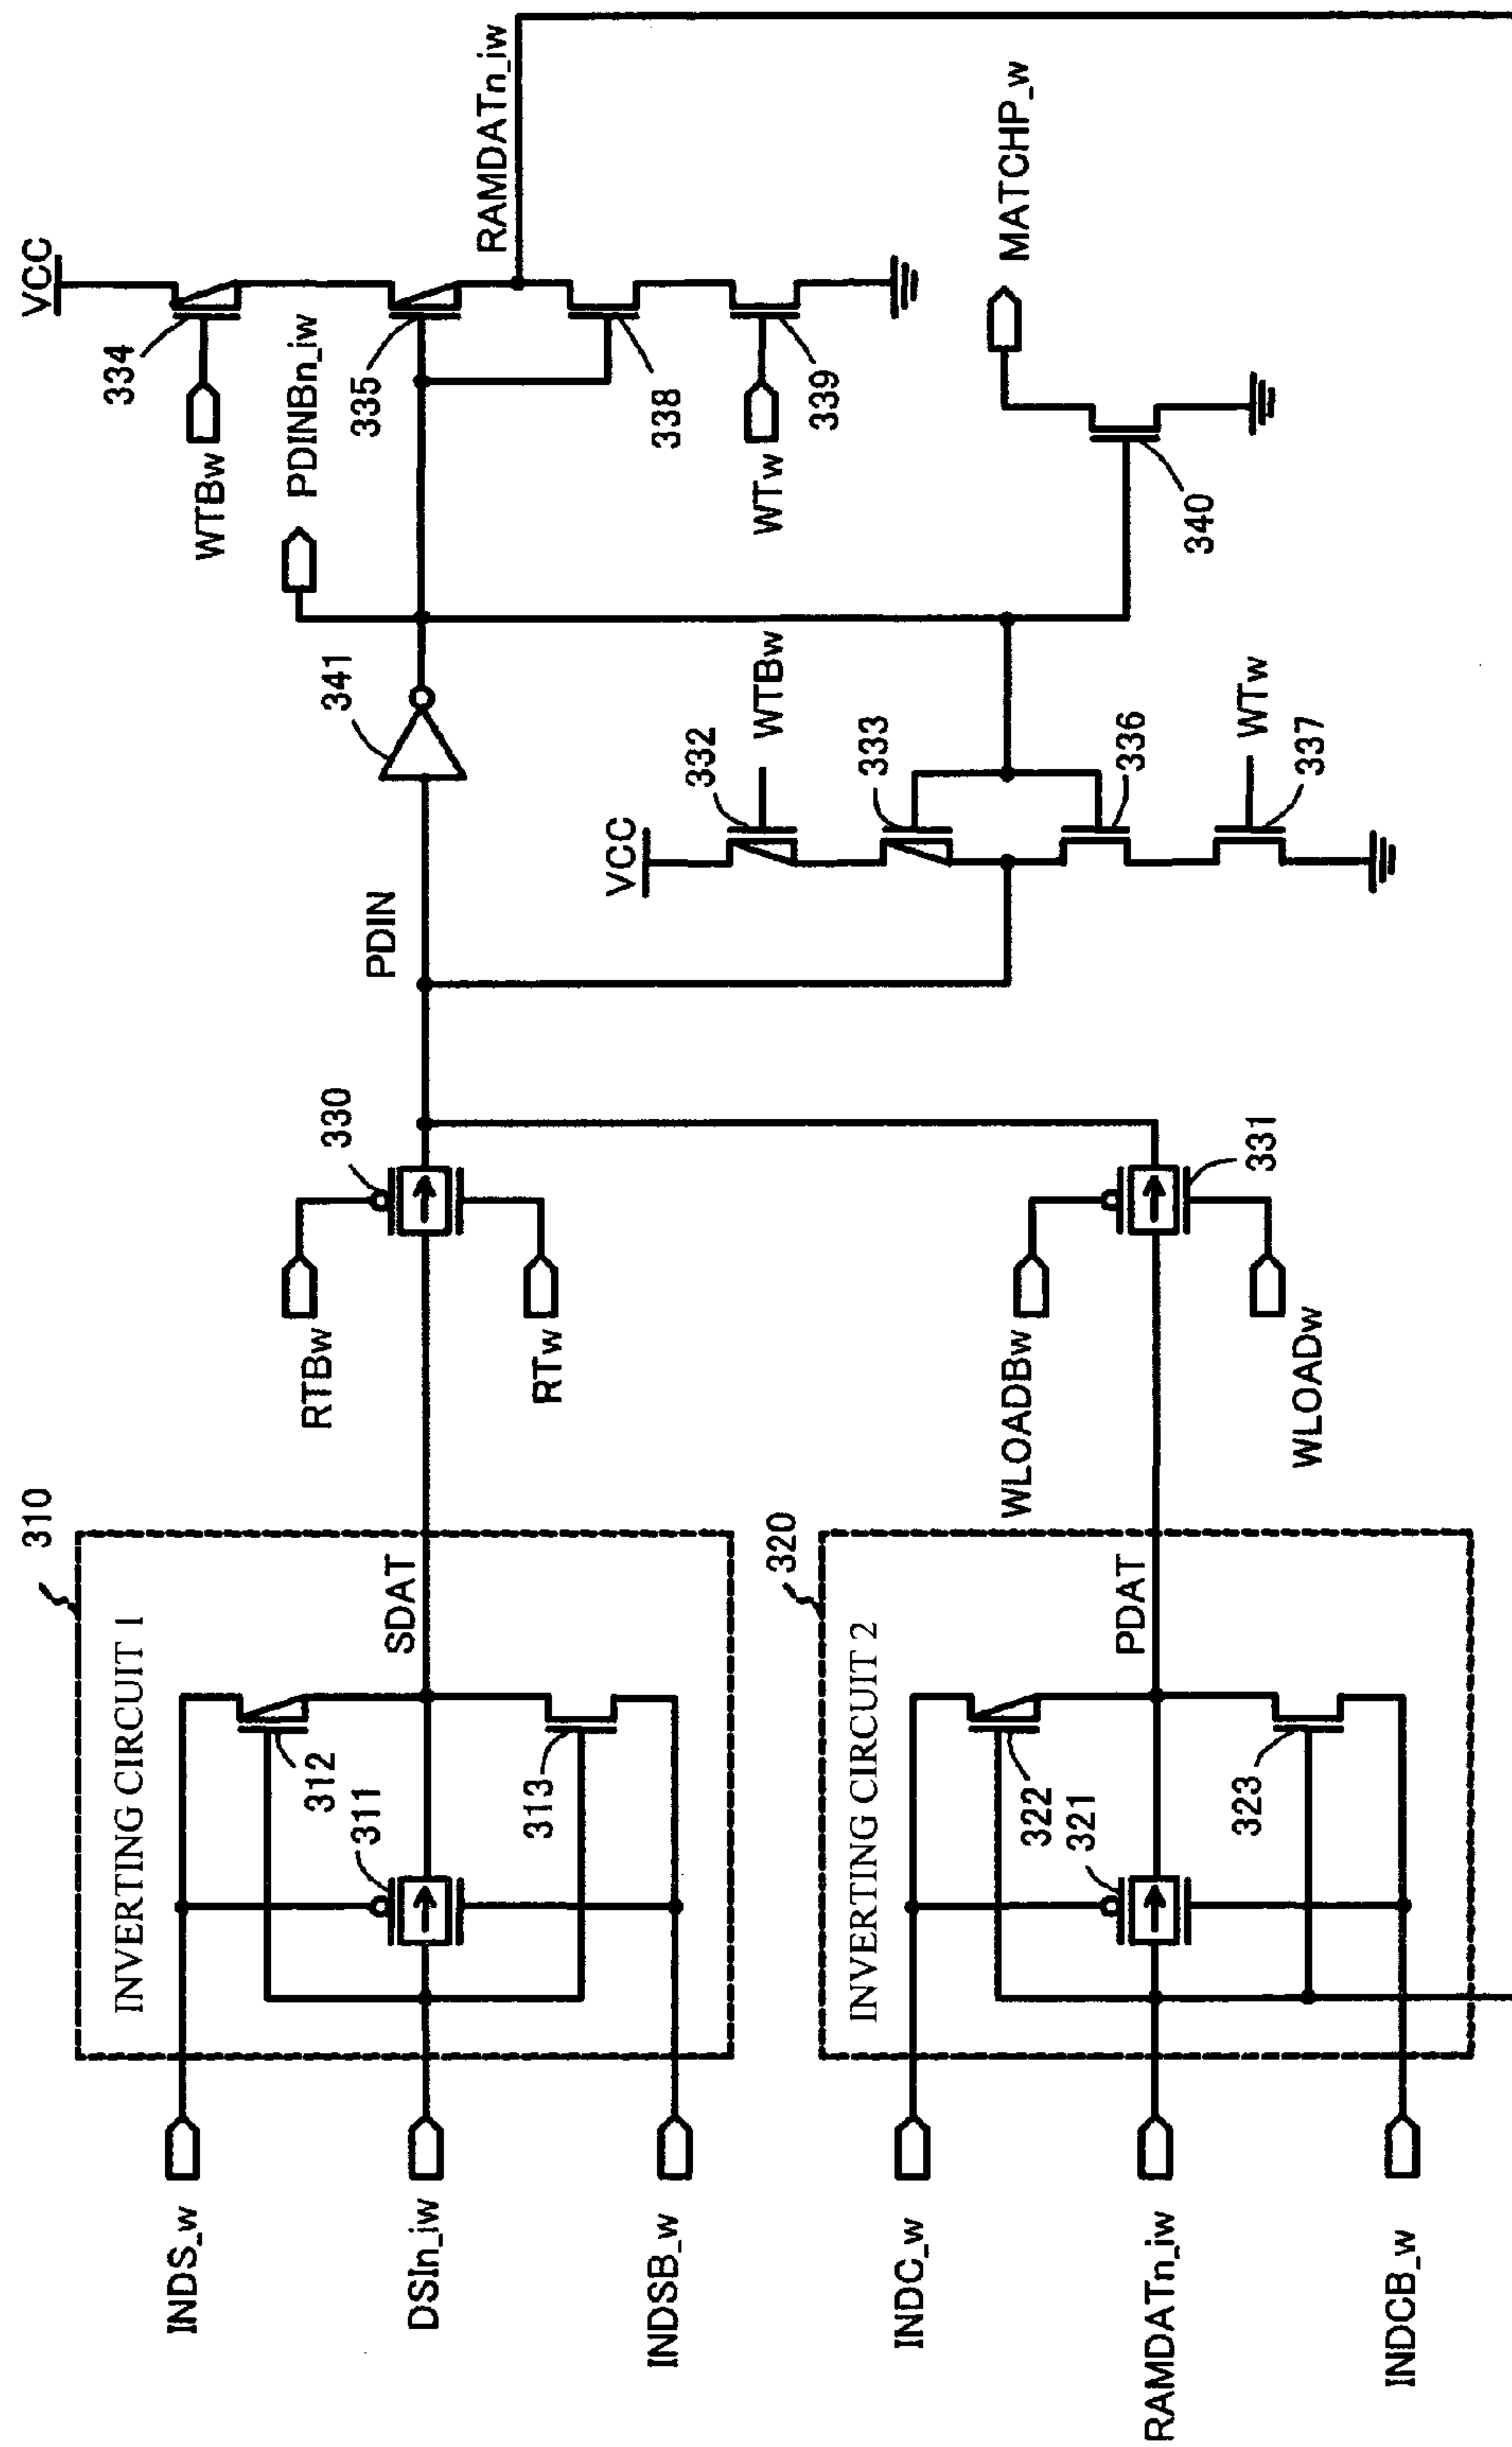 310
INVERTING CIRCUIT 1
INDS_w
DSIn_iw
INDSB_w
312
311
313
SDAT
RTBw
RTw
330
PDIN
341
PDINBn_iw
VCC
334
WTBw
335
338
339
WTw
RAMDATn_iw
320
INVERTING CIRCUIT 2
INDC_w
RAMDATn_iw
INDCB_w
322
321
323
PDAT
WLOADBw
WLOADw
331
VCC
332
WTBw
333
336
WTw
337
340
MATCHP_w